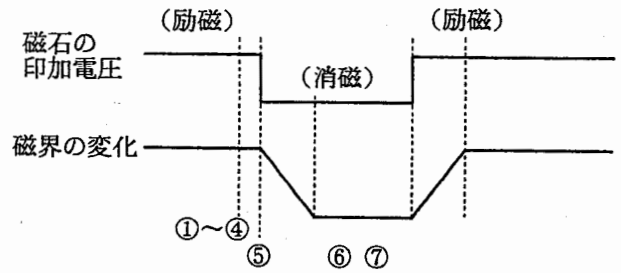 （励磁）
（励磁）
磁石の
印加電圧
（消磁）
磁界の変化
①～④
⑤
⑥ ⑦